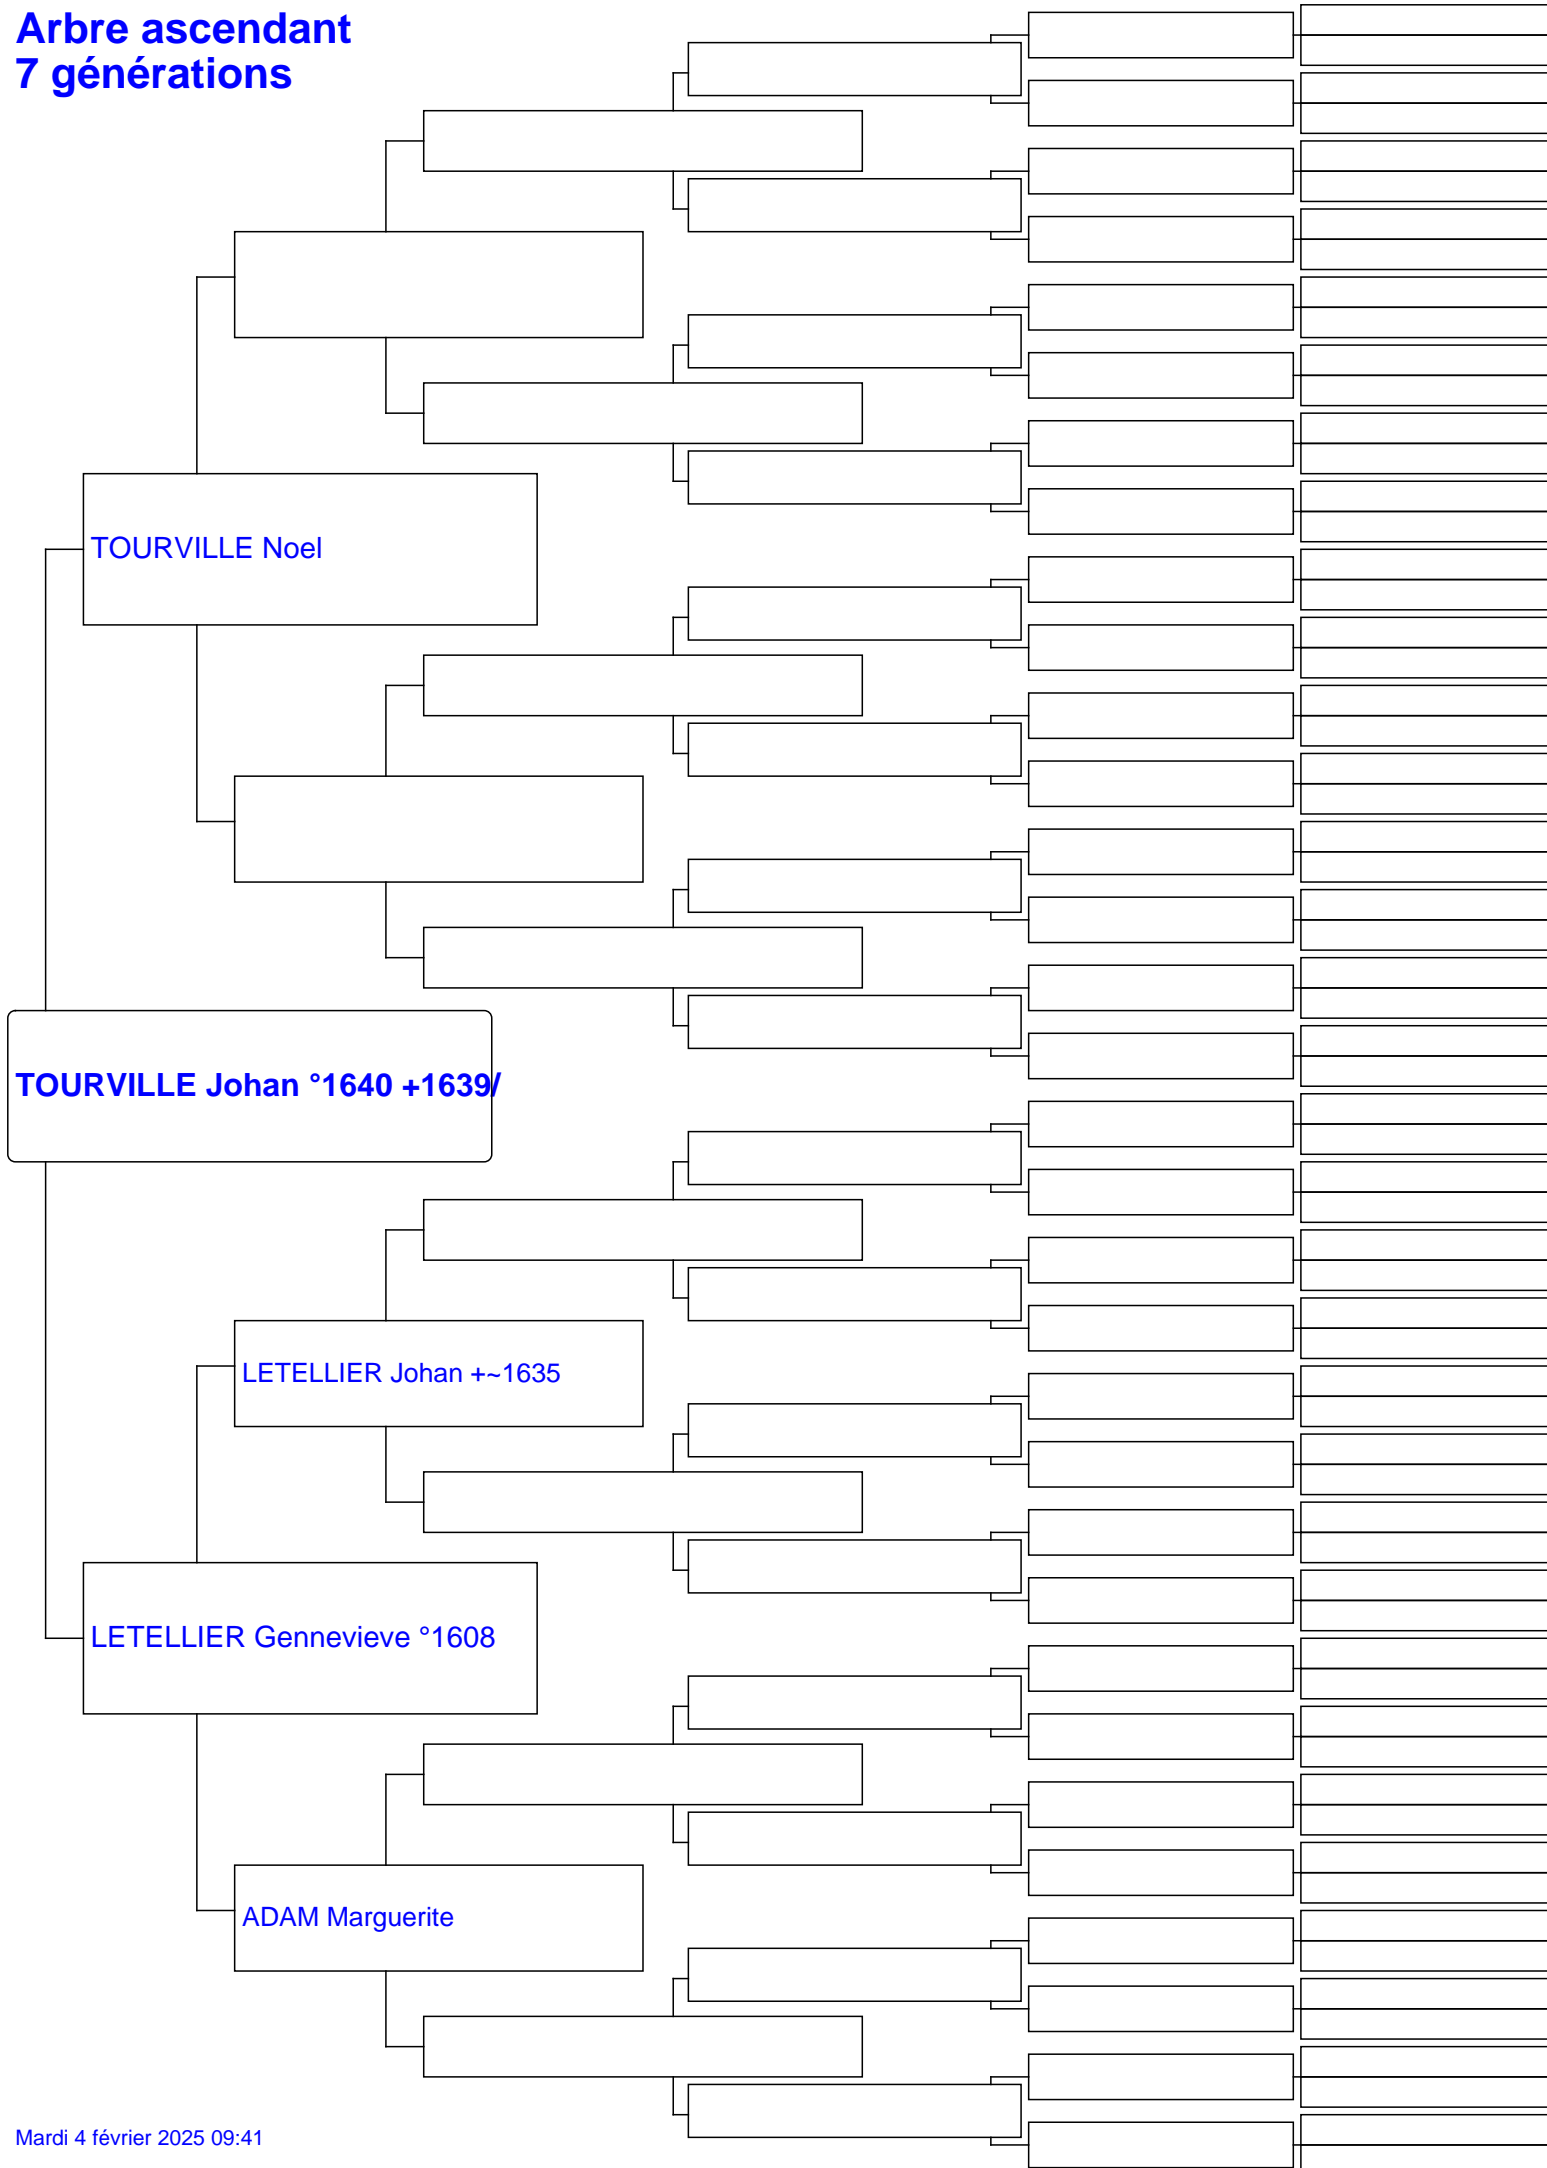 Arbre ascendant
7 générations
TOURVILLE Noel
TOURVILLE Johan °1640 +1639/
LETELLIER Johan +~1635
LETELLIER Gennevieve °1608
ADAM Marguerite
Mardi 4 février 2025 09:41